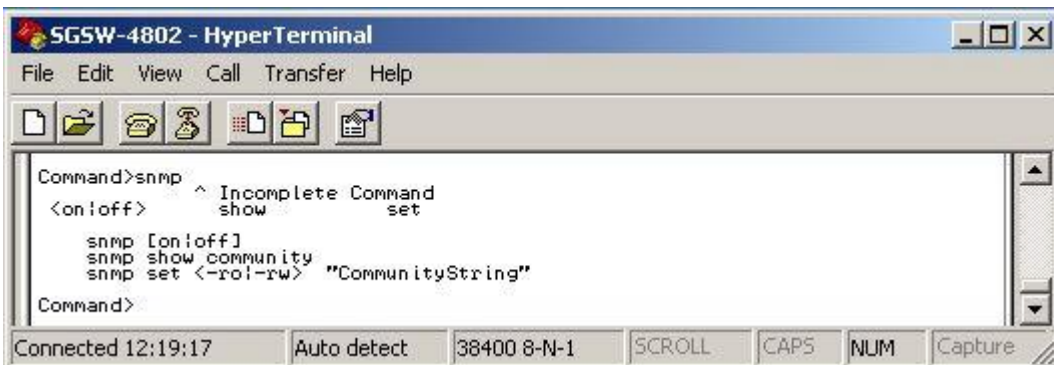 SGSW-4802 - HyperTerminal
File Edit View Call Transfer Help
Command>snmp
^ Incomplete Command
<on|off> show set
snmp [on|off]
snmp show community
snmp set <-ro|-rw> "CommunityString"
Command>
Connected 12:19:17 Auto detect 38400 8-N-1 SCROLL CAPS NUM Capture